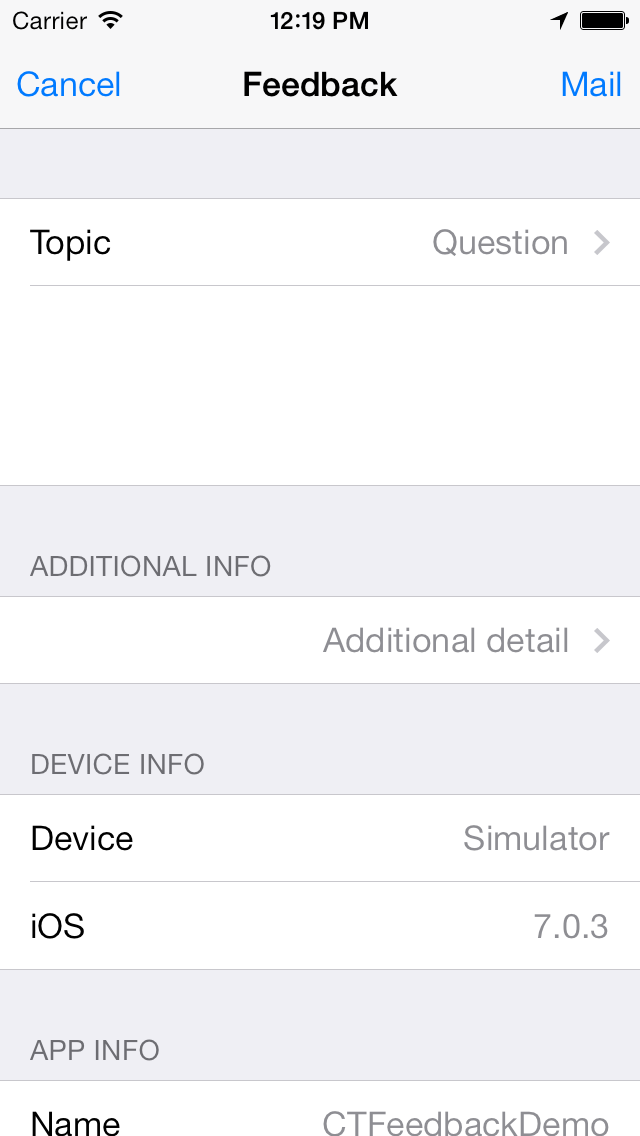 Carrier 12:19 PM
Cancel Feedback Mail
Topic Question
ADDITIONAL INFO
Additional detail
DEVICE INFO
Device Simulator
iOS 7.0.3
APP INFO
Name CTFeedbackDemo